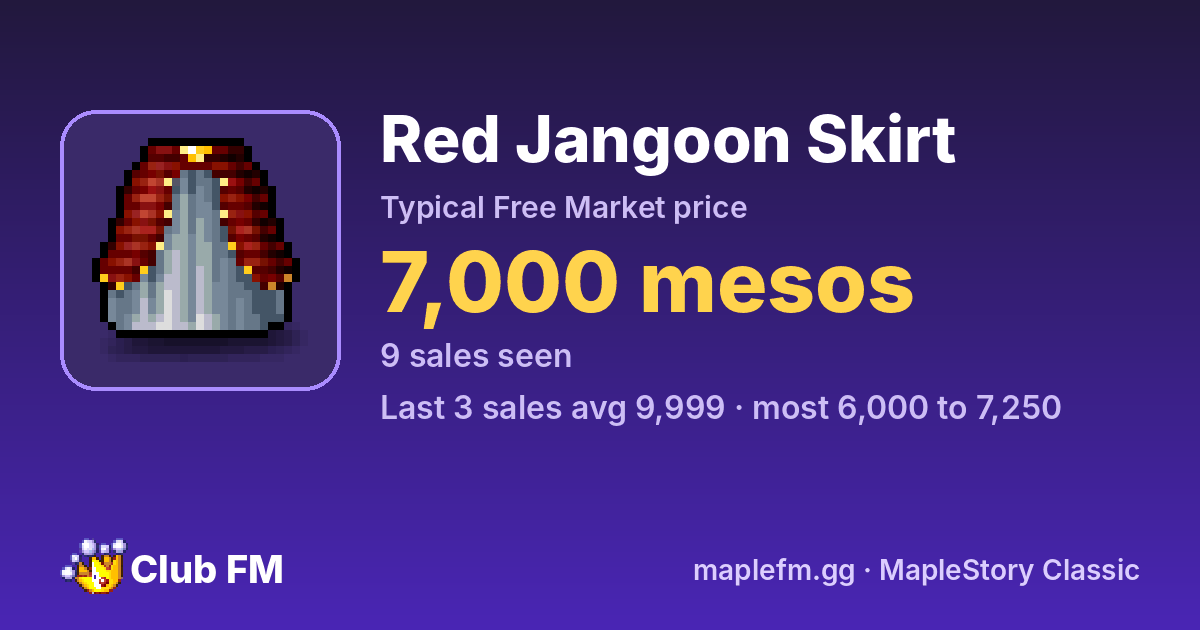 Red Jangoon Skirt
Typical Free Market price
7,000 mesos
9 sales seen
Last 3 sales avg 9,999 · most 6,000 to 7,250
Club FM
maplefm.gg · MapleStory Classic